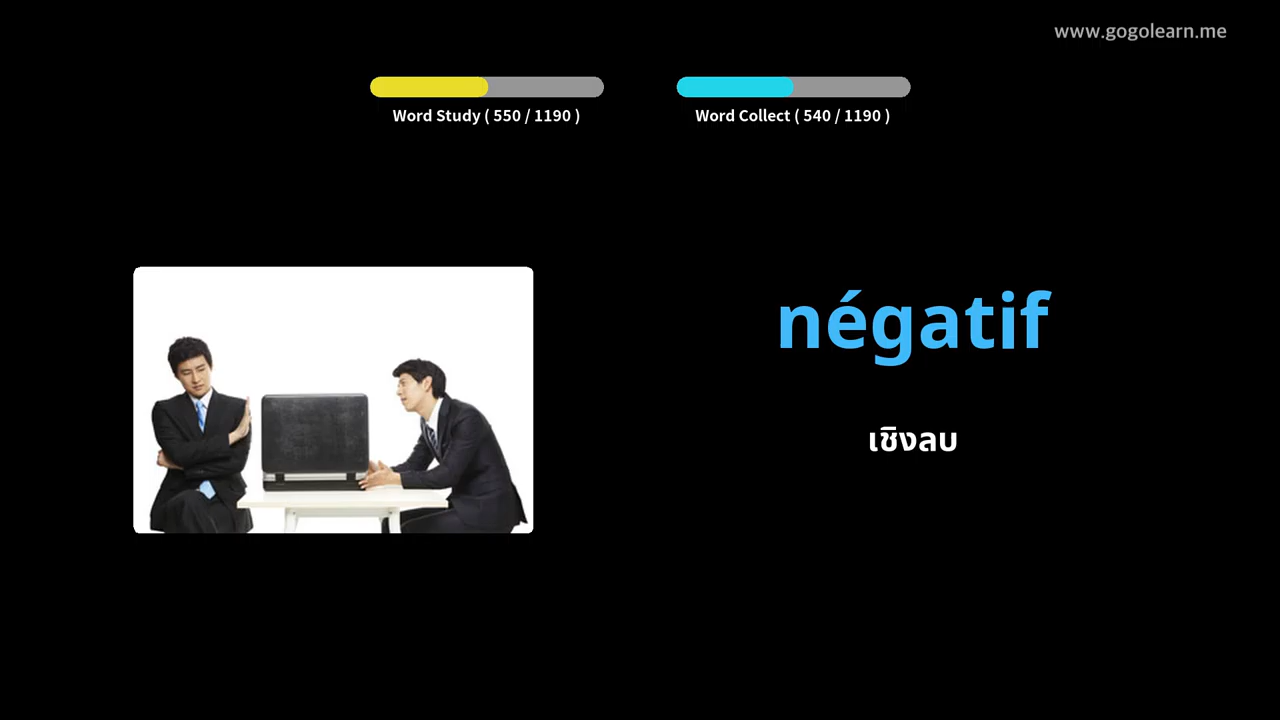 www.gogolearn.me
Word Study ( 550 / 1190 )
Word Collect ( 540 / 1190 )
négatif
เชิงลบ